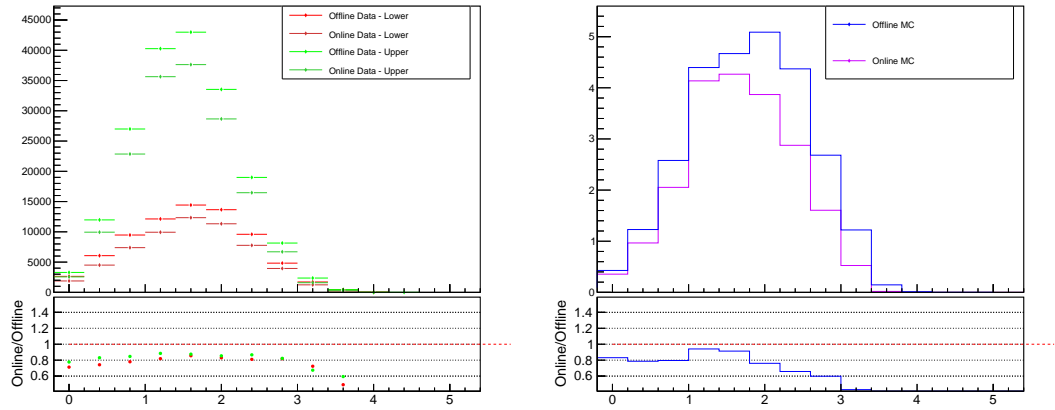 45000
40000
35000
30000
25000
20000
15000
10000
5000
0
Offline Data - Lower
Online Data - Lower
Offline Data - Upper
Online Data - Upper
Online/Offline
1.4
1.2
1
0.8
0.6
0 1 2 3 4 5
5
4
3
2
1
0
Offline MC
Online MC
Online/Offline
1.4
1.2
1
0.8
0.6
0 1 2 3 4 5